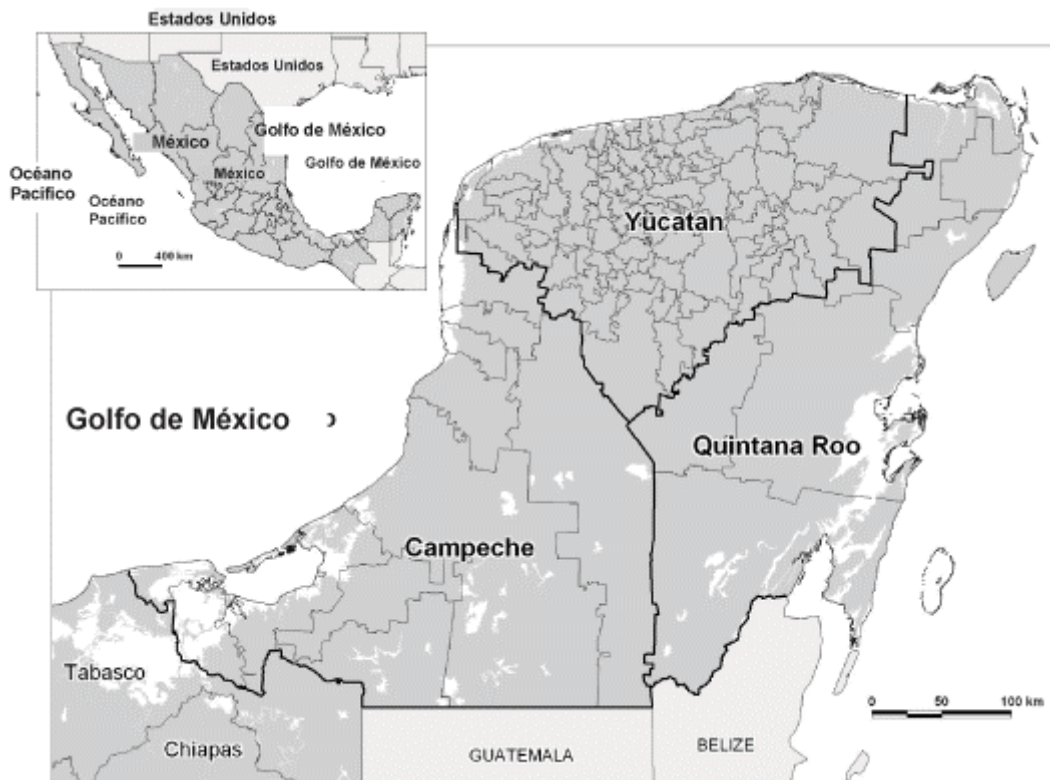 Estados Unidos
Estados Unidos
Golfo de México
México
Golfo de México
Océano
Pacífico
México
Océano
Pacífico
0 400 km
Yucatan
Golfo de México
Quintana Roo
Campeche
Tabasco
0 50 100 km
Chiapas
GUATEMALA
BELIZE